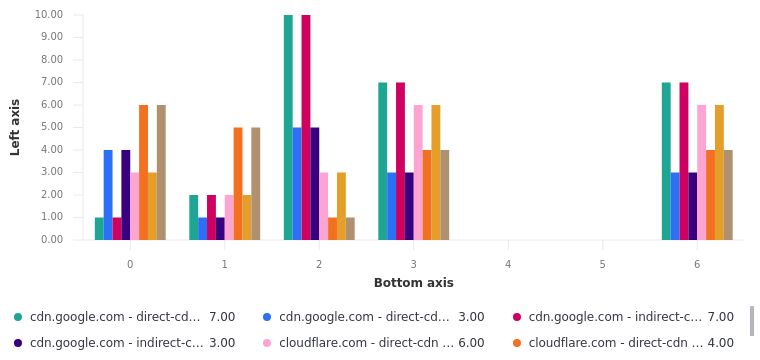 10.00
9.00
8.00
7.00
6.00
5.00
4.00
3.00
2.00
1.00
0.00
Left axis
0 1 2 3 4 5 6
Bottom axis
cdn.google.com - direct-cd... 7.00 cdn.google.com - direct-cd... 3.00 cdn.google.com - indirect-c... 7.00
cdn.google.com - indirect-c... 3.00 cloudflare.com - direct-cdn ... 6.00 cloudflare.com - direct-cdn ... 4.00